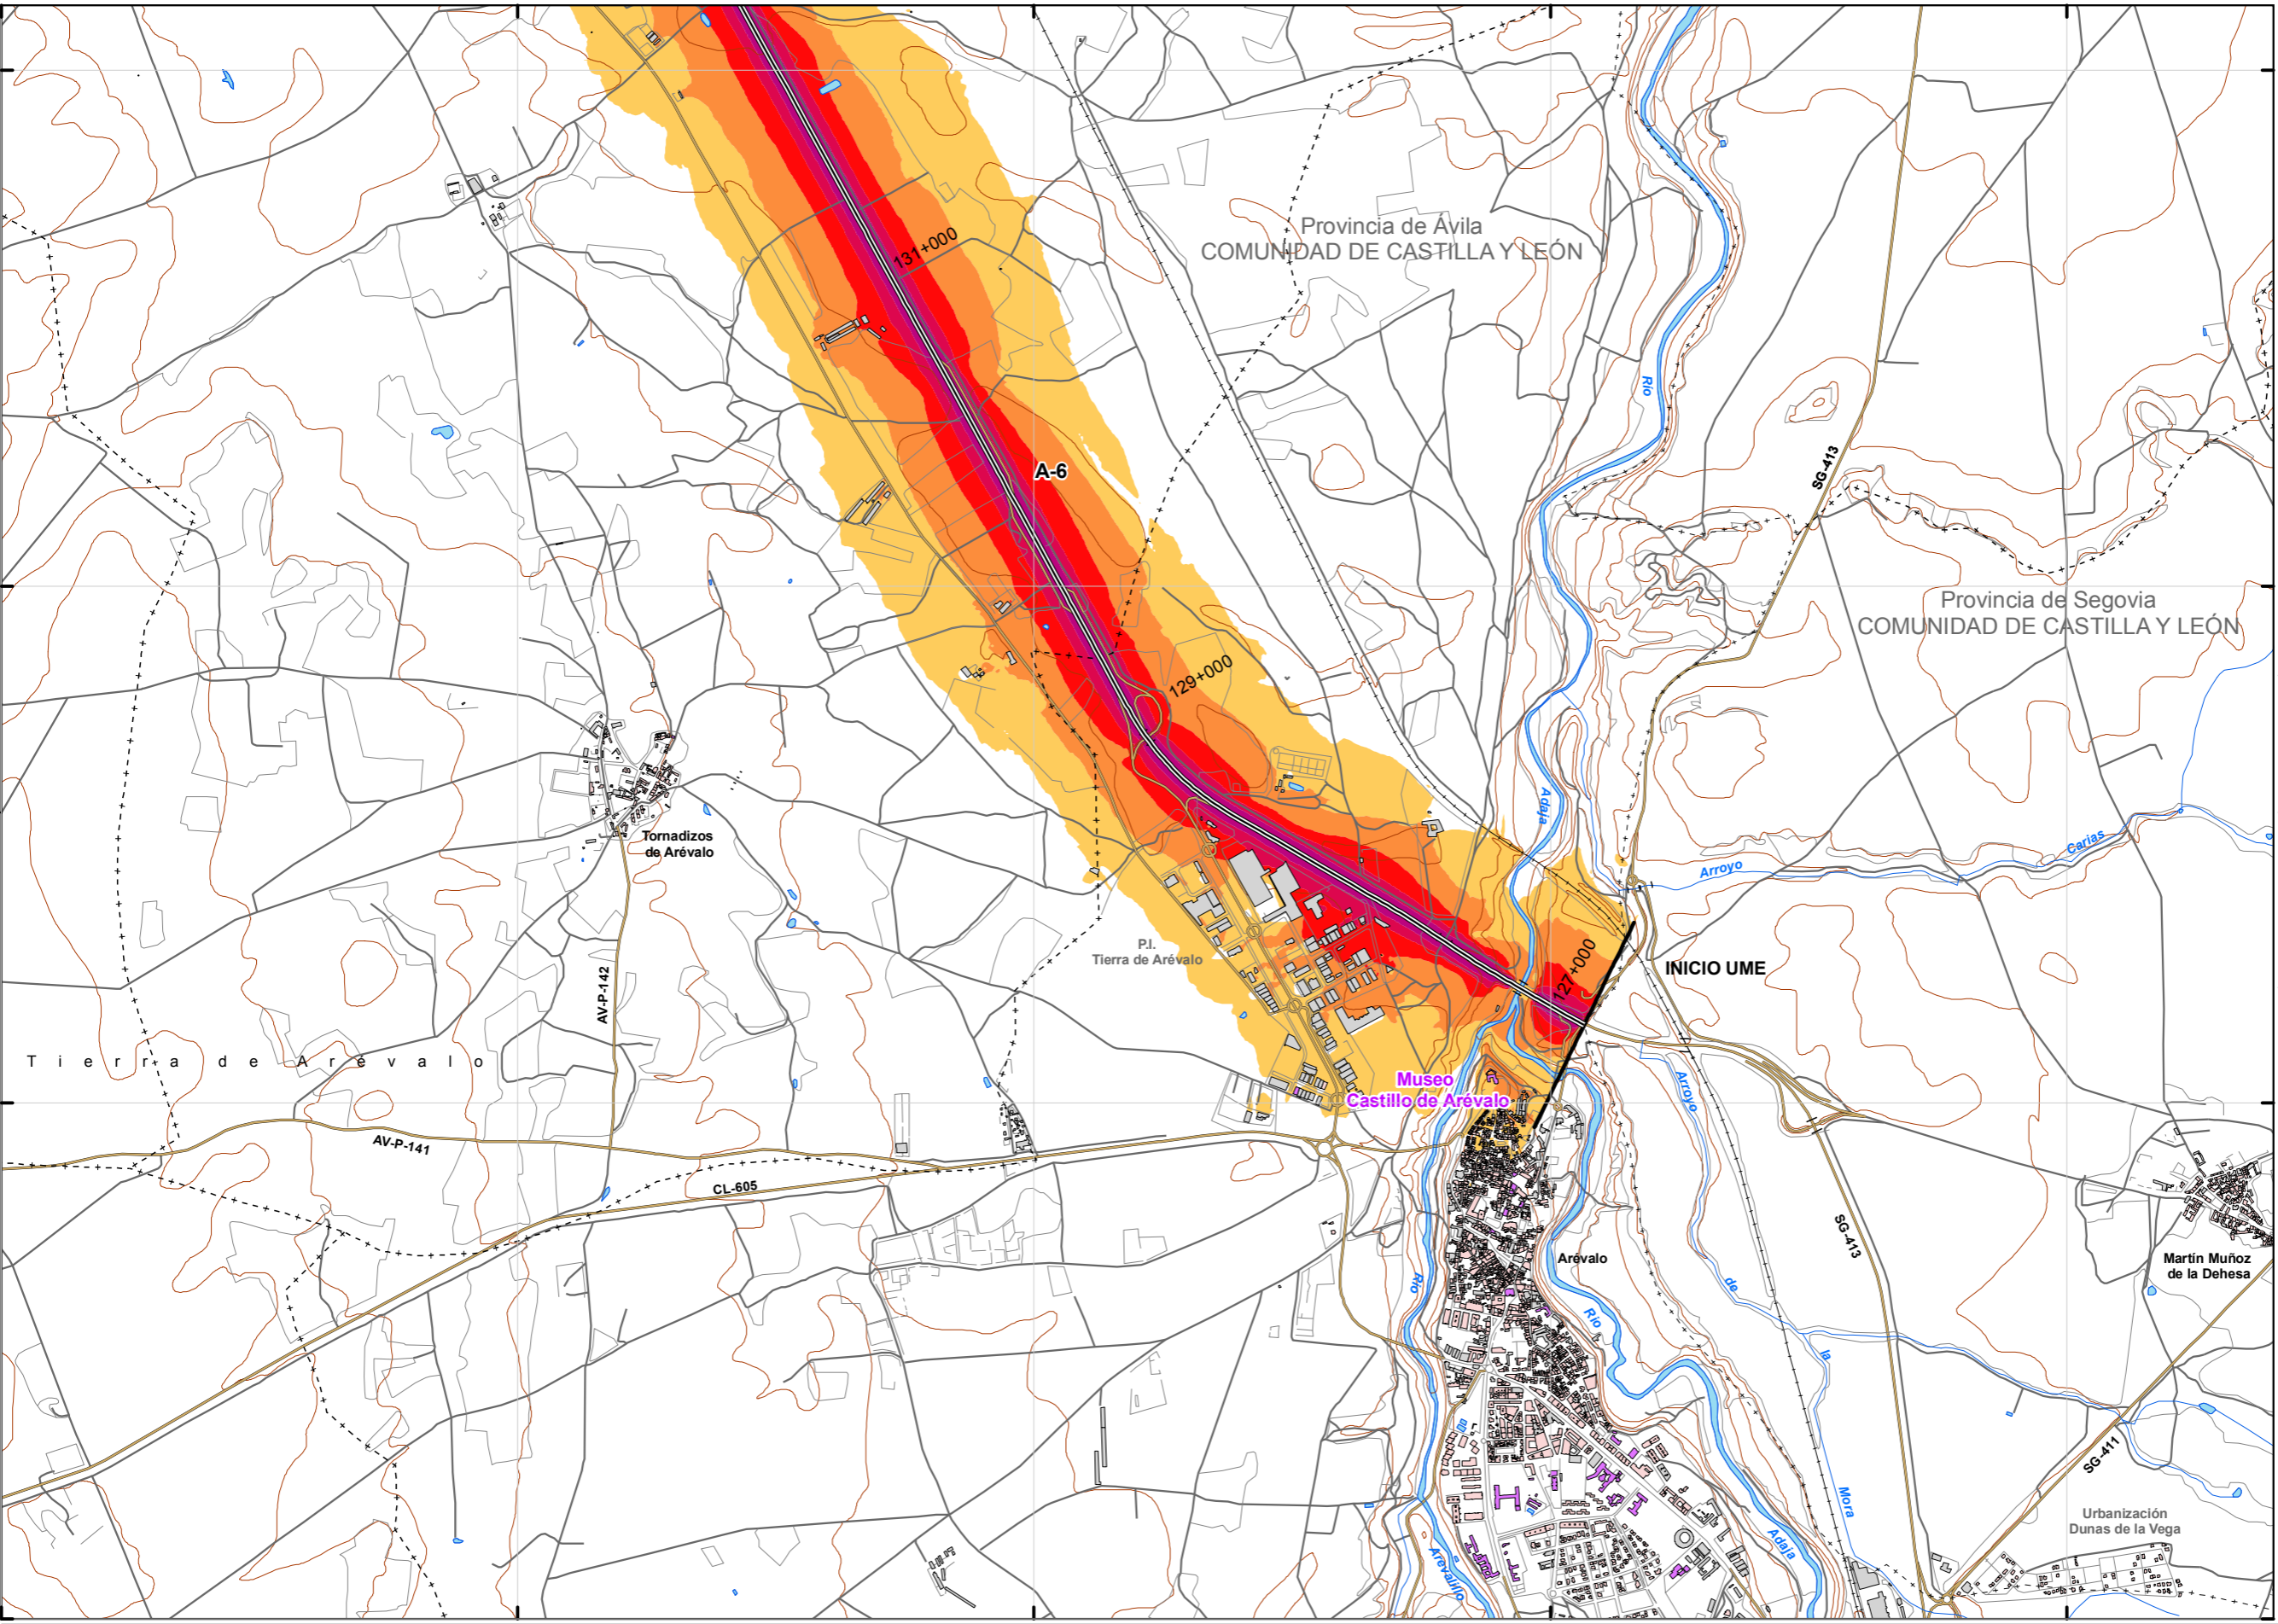 Provincia de Ávila
COMUNIDAD DE CASTILLA Y LEÓN
131+000
Río
A-6
SG-413
Provincia de Segovia
COMUNIDAD DE CASTILLA Y LEÓN
129+000
Adaja
Tornadizos
de Arévalo
Arroyo
Carias
P.I.
Tierra de Arévalo
INICIO UME
127+000
AV-P-142
Tierra de Arévalo
Museo
Castillo de Arévalo
Arroyo
AV-P-141
CL-605
SG-413
Arévalo
Martín Muñoz
de la Dehesa
Río
de
Río
la
SG-411
Mora
Urbanización
Dunas de la Vega
Adaja
Arevalillo